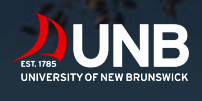 UNB
EST. 1785
UNIVERSITY OF NEW BRUNSWICK